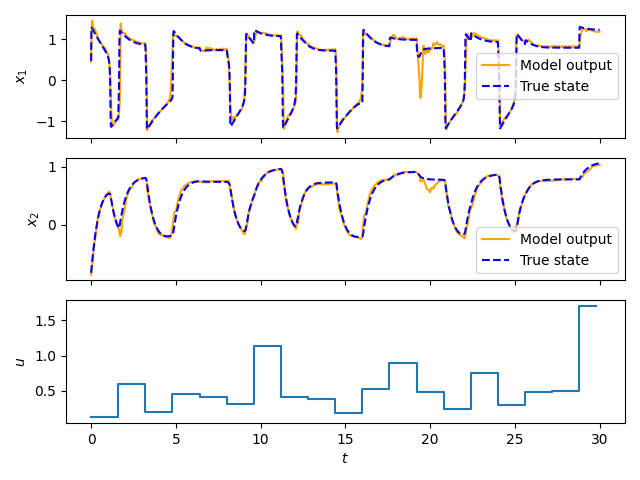 1
0
−1
x₁
Model output
True state
1
0
x₂
Model output
True state
1.5
1.0
0.5
u
0 5 10 15 20 25 30
t